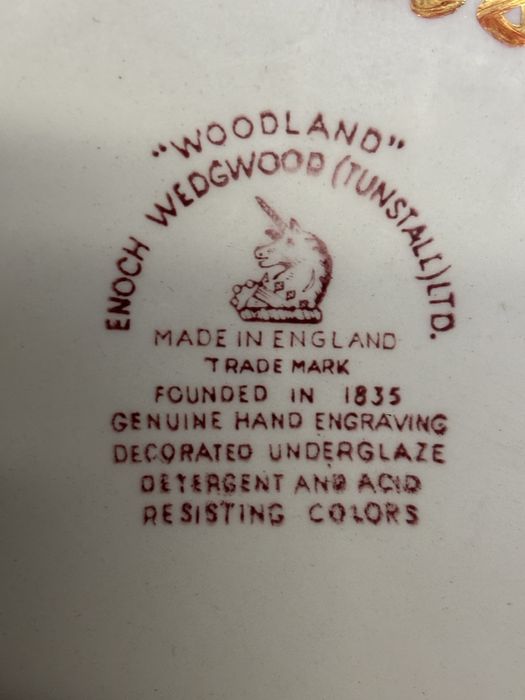 "WOODLAND"
ENOCH WEDGWOOD (TUNSTALL) LTD.
MADE IN ENGLAND
TRADE MARK
FOUNDED IN 1835
GENUINE HAND ENGRAVING
DECORATED UNDERGLAZE
DETERGENT AND ACID
RESISTING COLORS